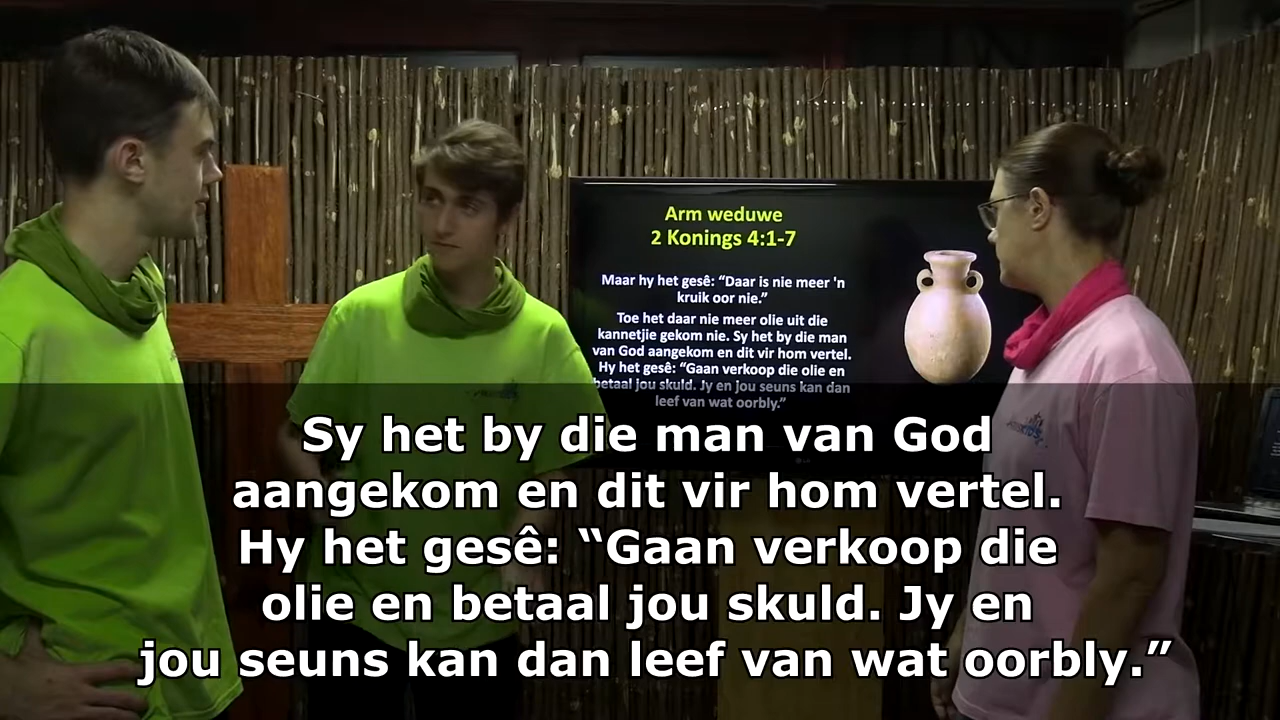 Arm weduwe
2 Konings 4:1-7
Maar hy het gesê: “Daar is nie meer 'n
kruik oor nie.”
Toe het daar nie meer olie uit die
kannetjie gekom nie. Sy het by die man
van God aangekom en dit vir hom vertel.
Hy het gesê: “Gaan verkoop die olie en
betaal jou skuld. Jy en jou seuns kan dan
leef van wat oorbly.”
Sy het by die man van God
aangekom en dit vir hom vertel.
Hy het gesê: “Gaan verkoop die
olie en betaal jou skuld. Jy en
jou seuns kan dan leef van wat oorbly.”